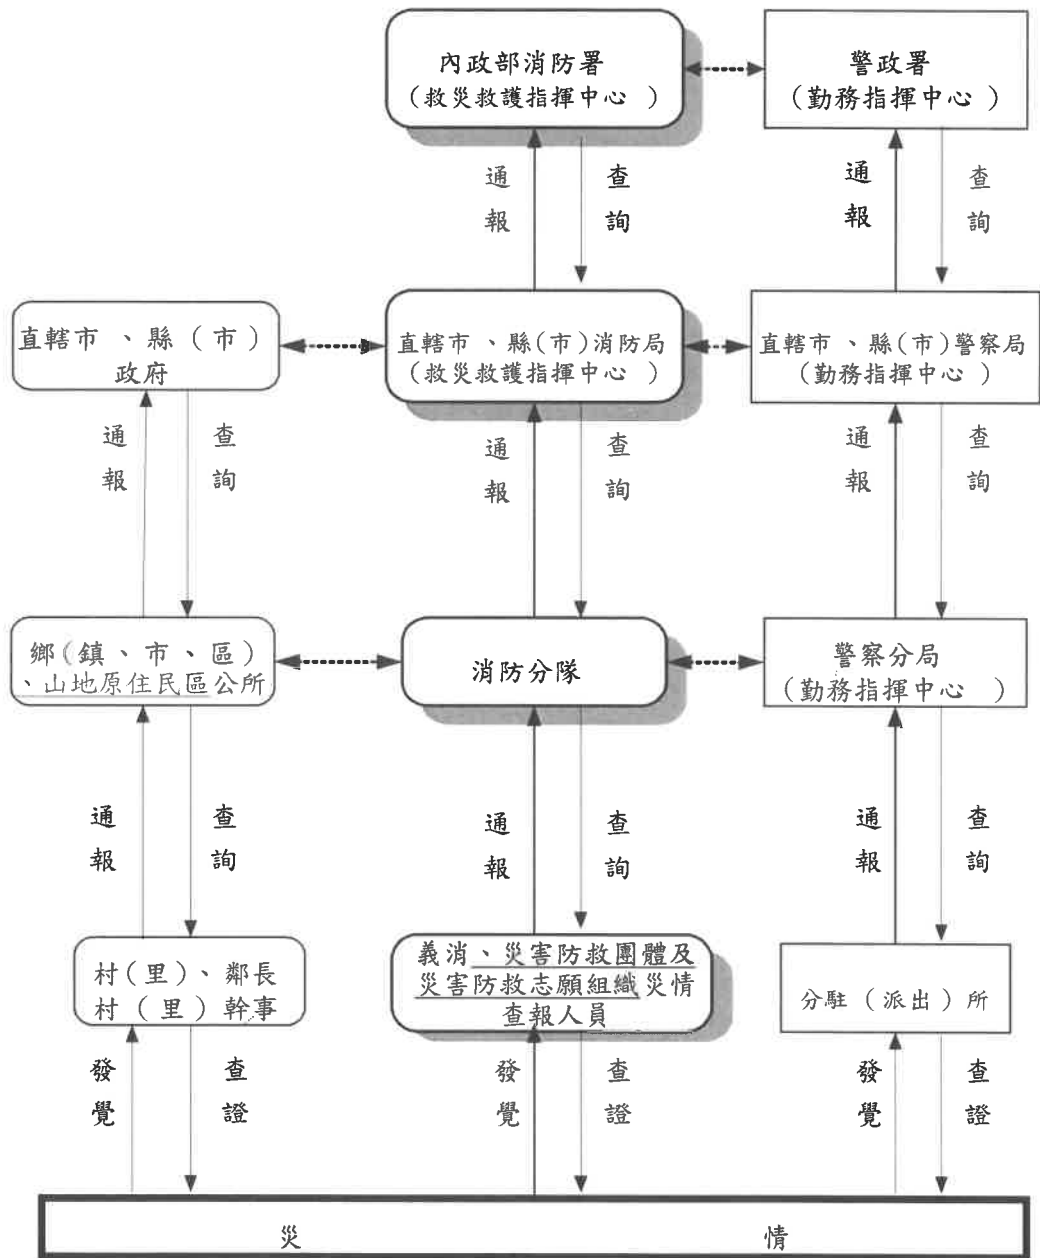 內政部消防署
(救災救護指揮中心 )
警政署
(勤務指揮中心 )
通報
查詢
通報
查詢
直轄市 、縣 ( 市 )
政府
直轄市 、縣(市)消防局
(救災救護指揮中心 )
直轄市 、縣(市)警察局
(勤務指揮中心 )
通報
查詢
通報
查詢
通報
查詢
鄉(鎮、市、區)
、山地原住民區公所
消防分隊
警察分局
(勤務指揮中心 )
通報
查詢
通報
查詢
通報
查詢
村(里)、鄰長
村 ( 里 ) 幹事
義消、災害防救團體及
災害防救志願組織災情
查報人員
分駐 ( 派出 ) 所
發覺
查證
發覺
查證
發覺
查證
災 情